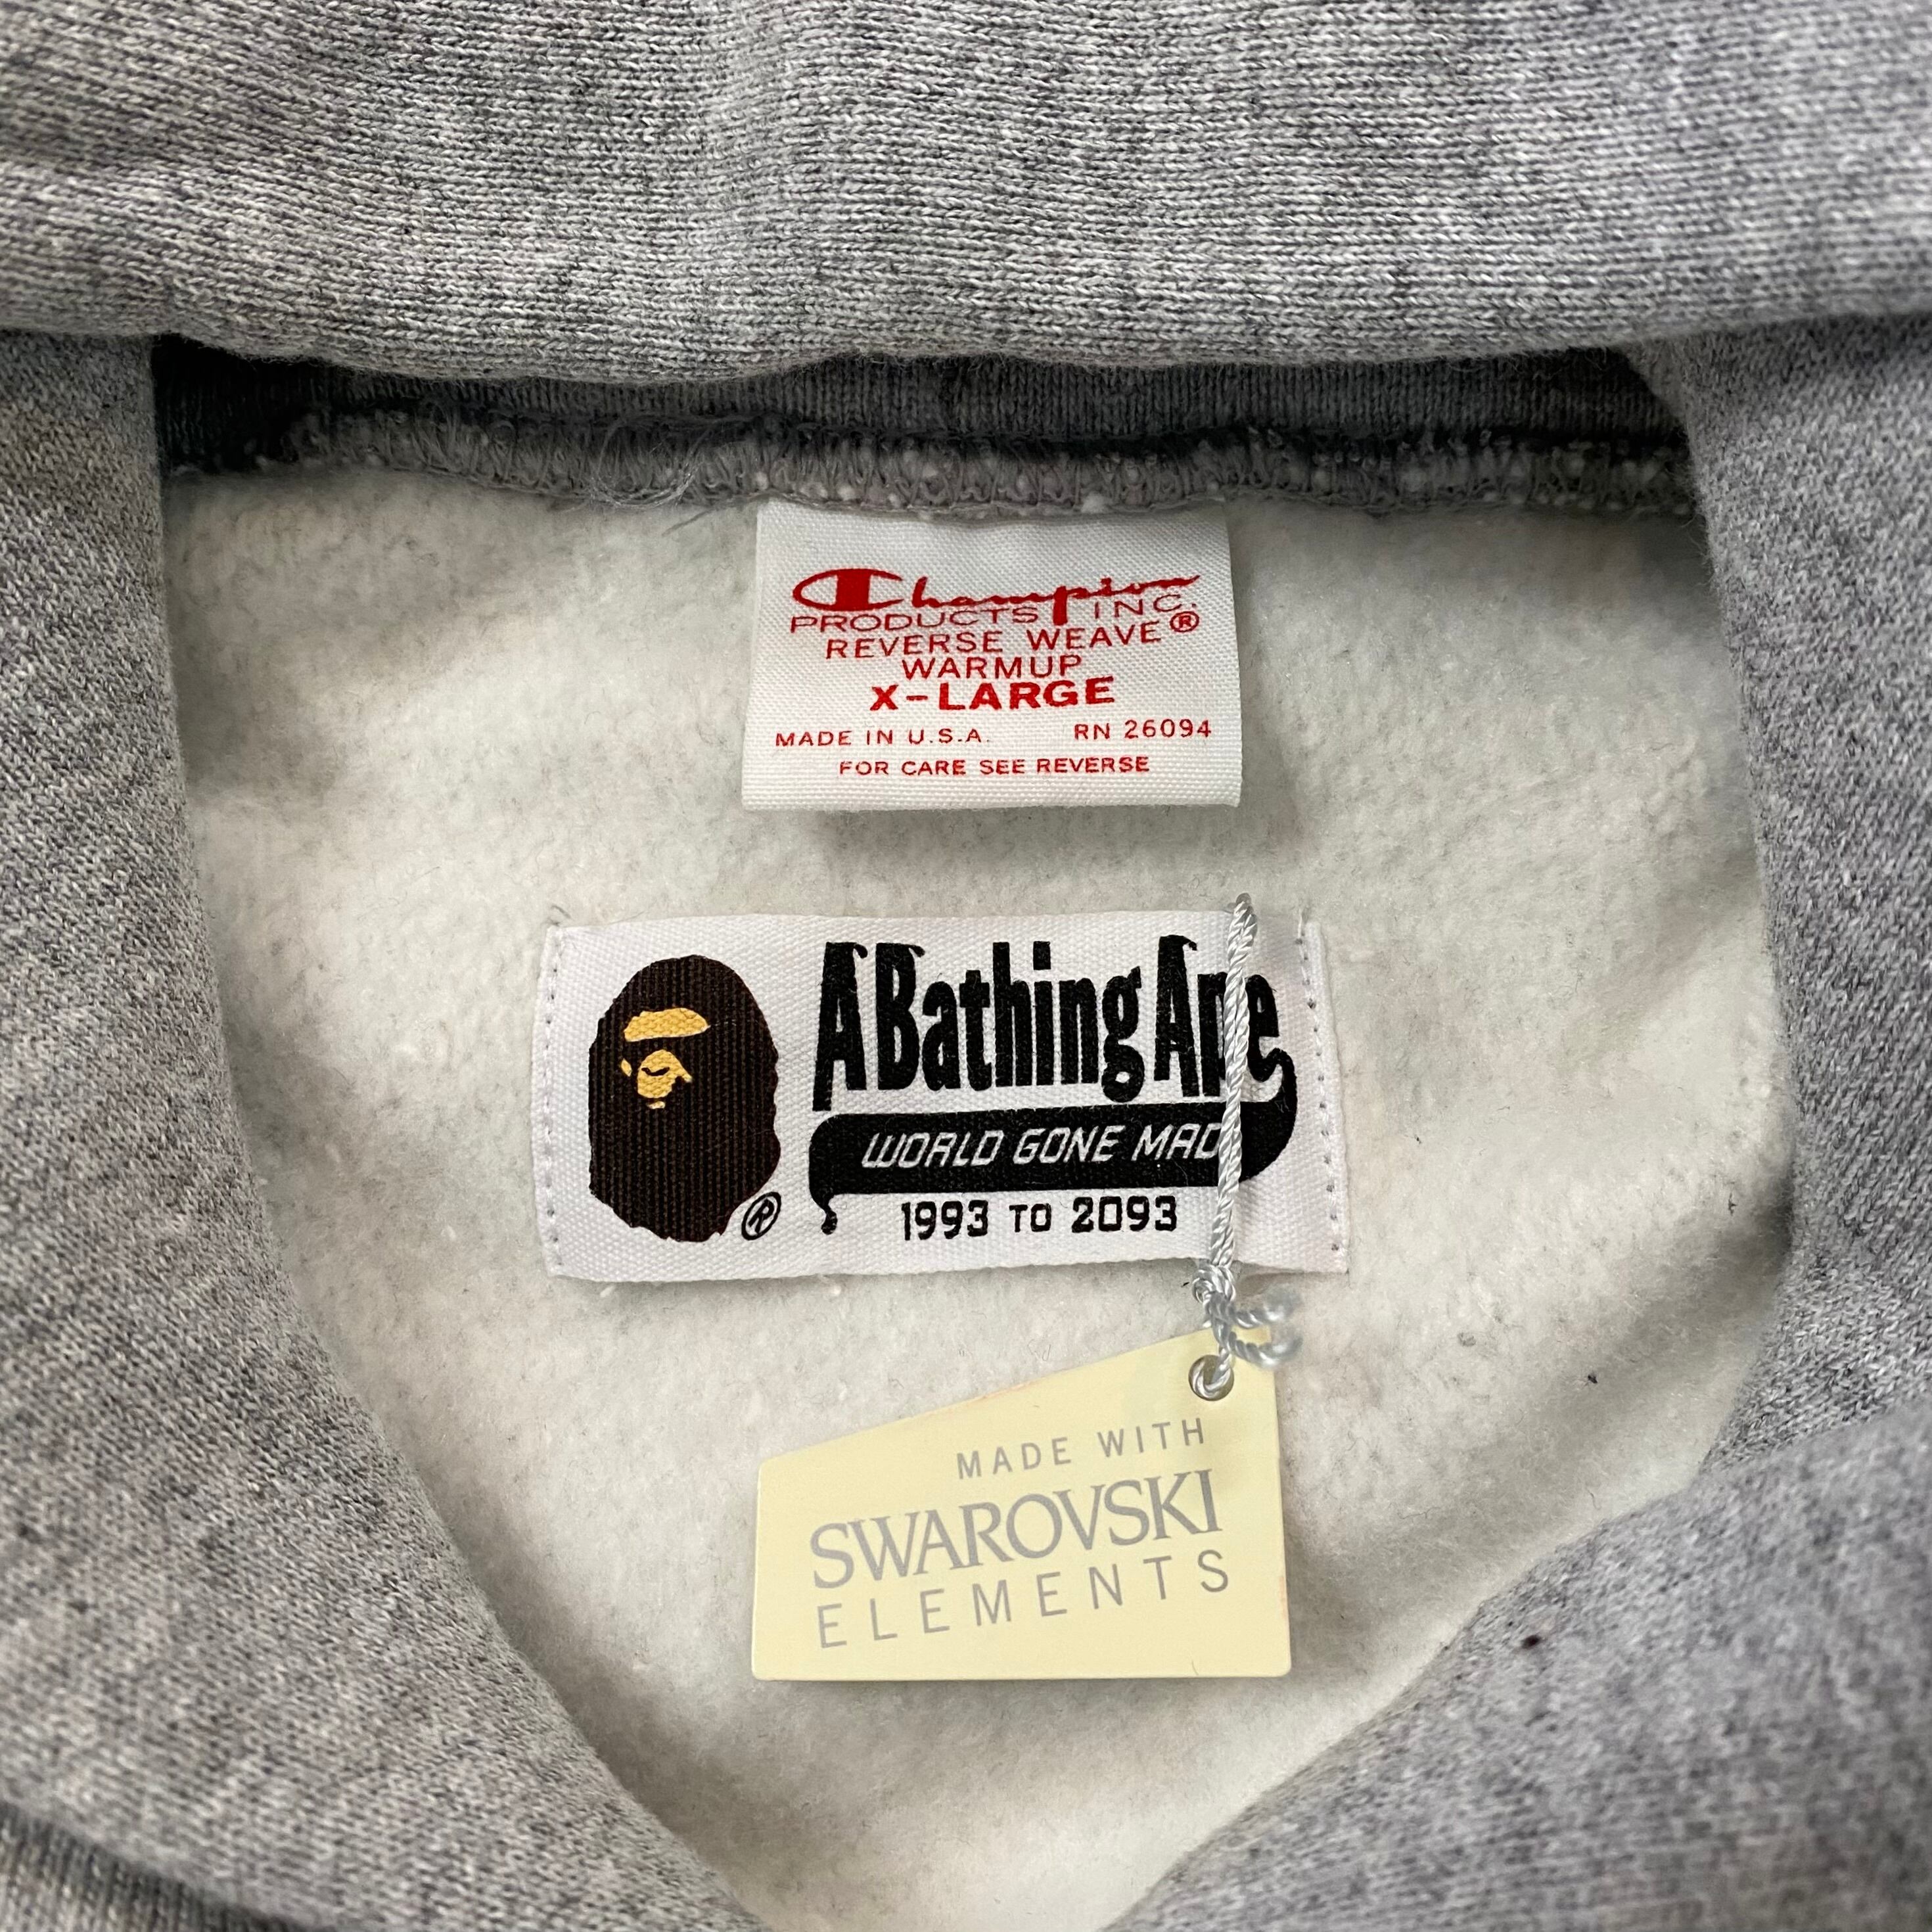 Champion
PRODUCTS INC.
REVERSE WEAVE®
WARMUP
X-LARGE
MADE IN U.S.A. RN 26094
FOR CARE SEE REVERSE
A Bathing Ape
WORLD GONE MAD
®
1993 TO 2093
MADE WITH
SWAROVSKI
ELEMENTS